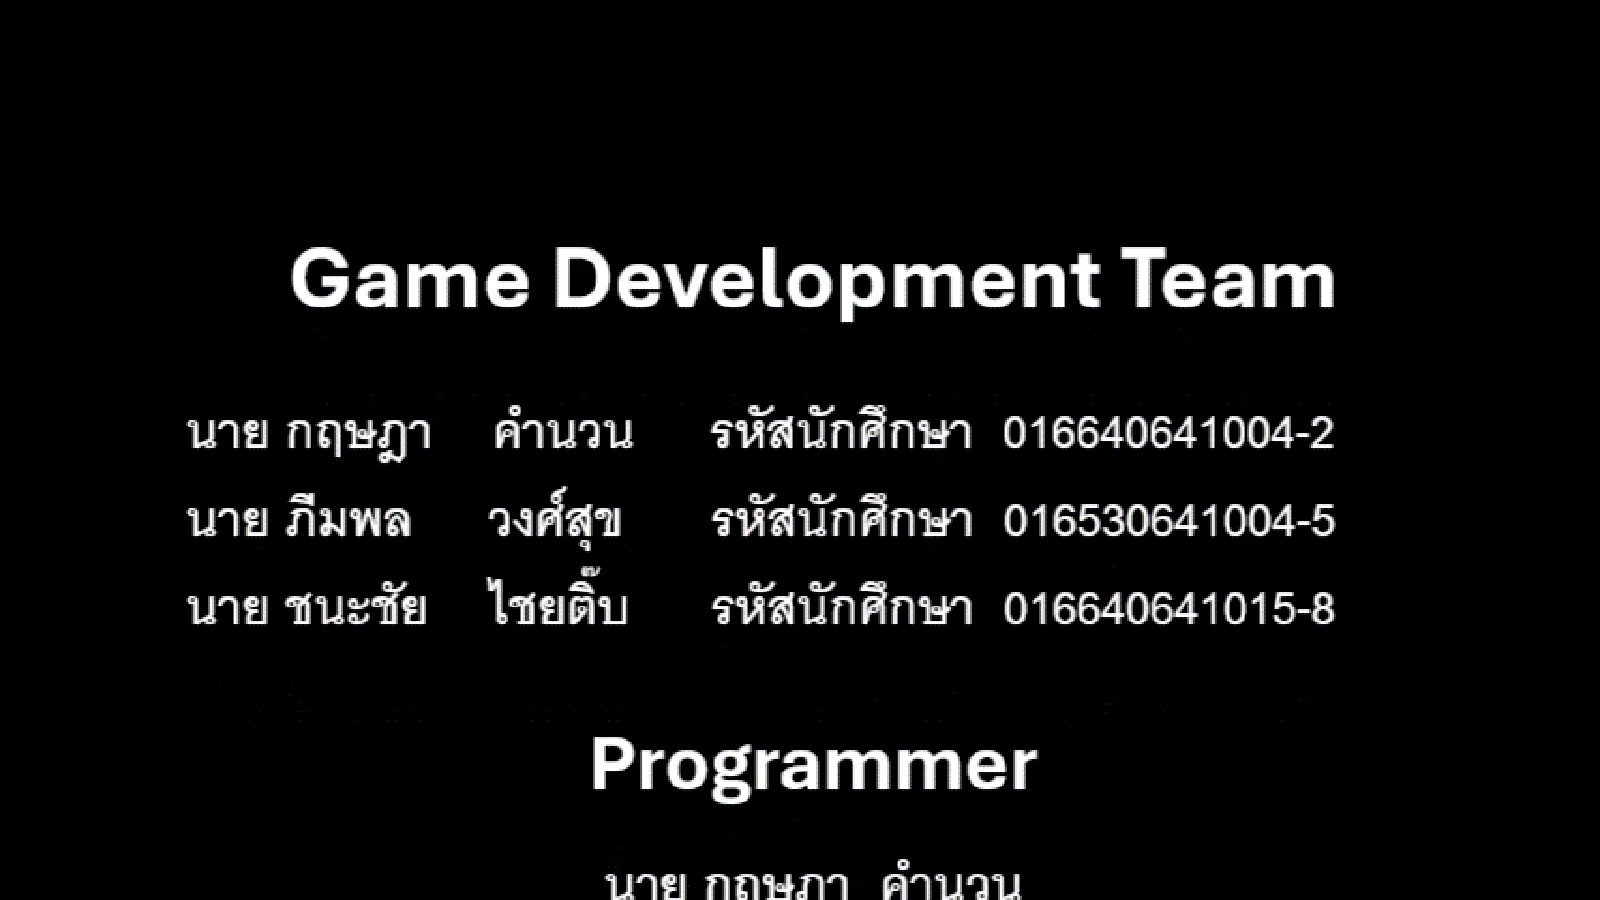 Game Development Team
นาย กฤษฎา คำนวน รหัสนักศึกษา 016640641004-2
นาย ภีมพล วงศ์สุข รหัสนักศึกษา 016530641004-5
นาย ชนะชัย ไชยติ๊บ รหัสนักศึกษา 016640641015-8
Programmer
นาย กฤษฎา คำนวน